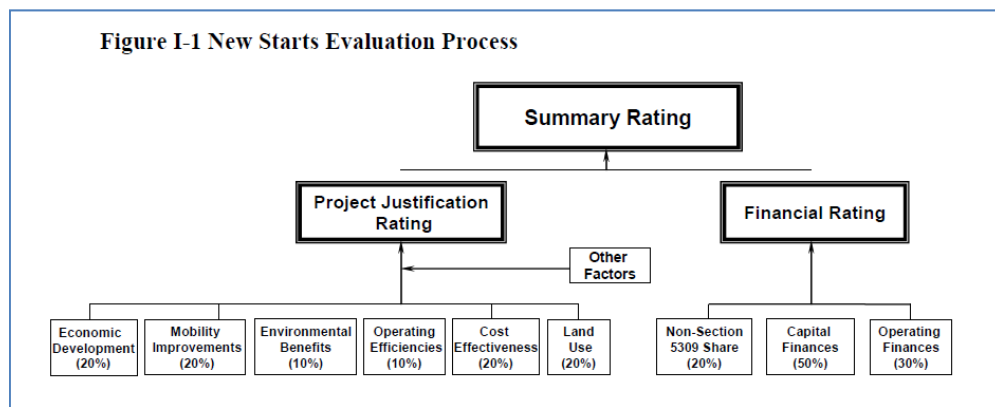 Figure I-1 New Starts Evaluation Process
Summary Rating
Project Justification
Rating
Financial Rating
Other
Factors
Economic
Development
(20%)
Mobility
Improvements
(20%)
Environmental
Benefits
(10%)
Operating
Efficiencies
(10%)
Cost
Effectiveness
(20%)
Land
Use
(20%)
Non-Section
5309 Share
(20%)
Capital
Finances
(50%)
Operating
Finances
(30%)